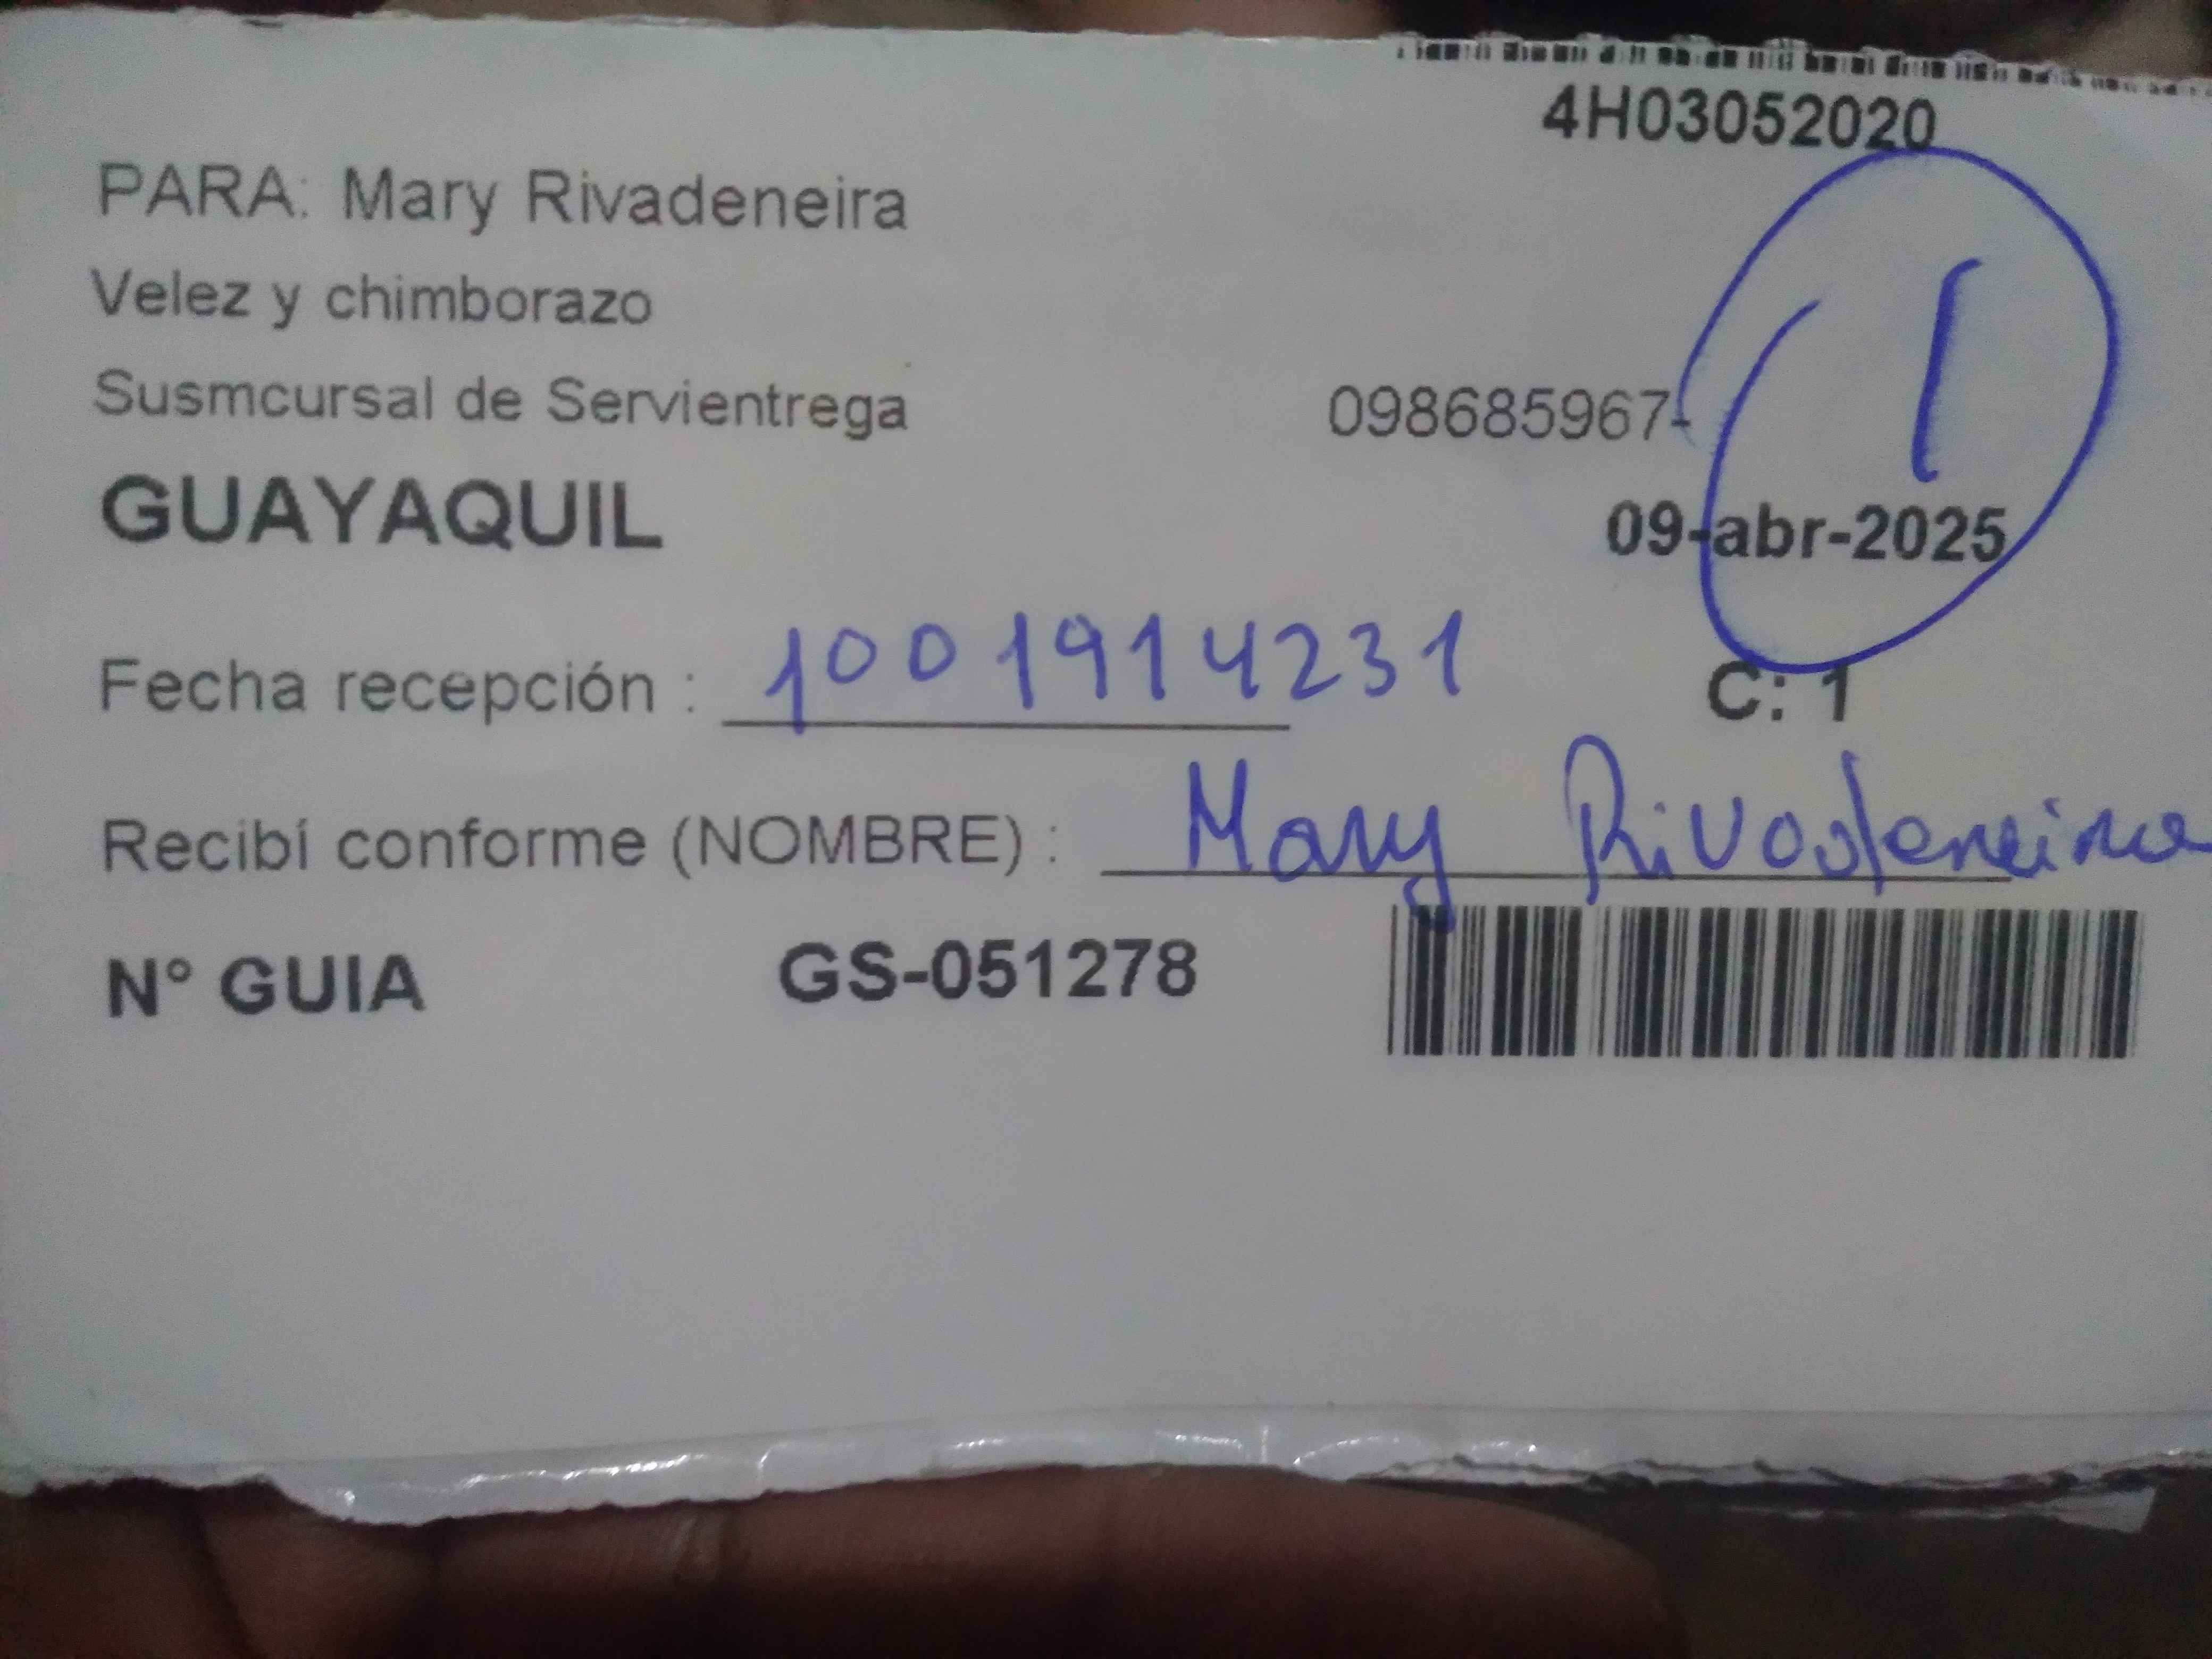 4H03052020
PARA: Mary Rivadeneira
Velez y chimborazo
Susmcursal de Servientrega 098685967-
GUAYAQUIL 09-abr-2025
1
Fecha recepción : 1001914231 C: 1
Recibí conforme (NOMBRE) : Mary Rivadeneira
N° GUIA GS-051278